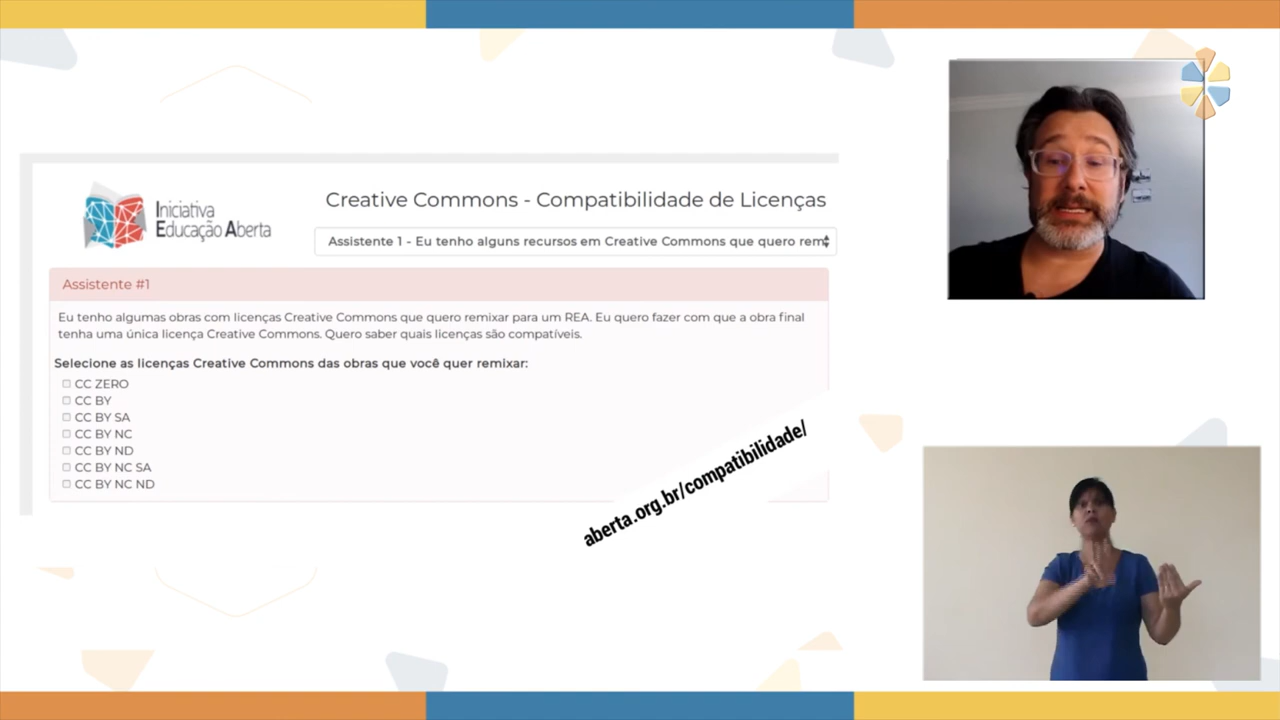 Iniciativa
Educação Aberta
Creative Commons - Compatibilidade de Licenças
Assistente 1 - Eu tenho alguns recursos em Creative Commons que quero rem
Assistente #1
Eu tenho algumas obras com licenças Creative Commons que quero remixar para um REA. Eu quero fazer com que a obra final
tenha uma única licença Creative Commons. Quero saber quais licenças são compatíveis.
Selecione as licenças Creative Commons das obras que você quer remixar:
CC ZERO
CC BY
CC BY SA
CC BY NC
CC BY ND
CC BY NC SA
CC BY NC ND
aberta.org.br/compatibilidade/